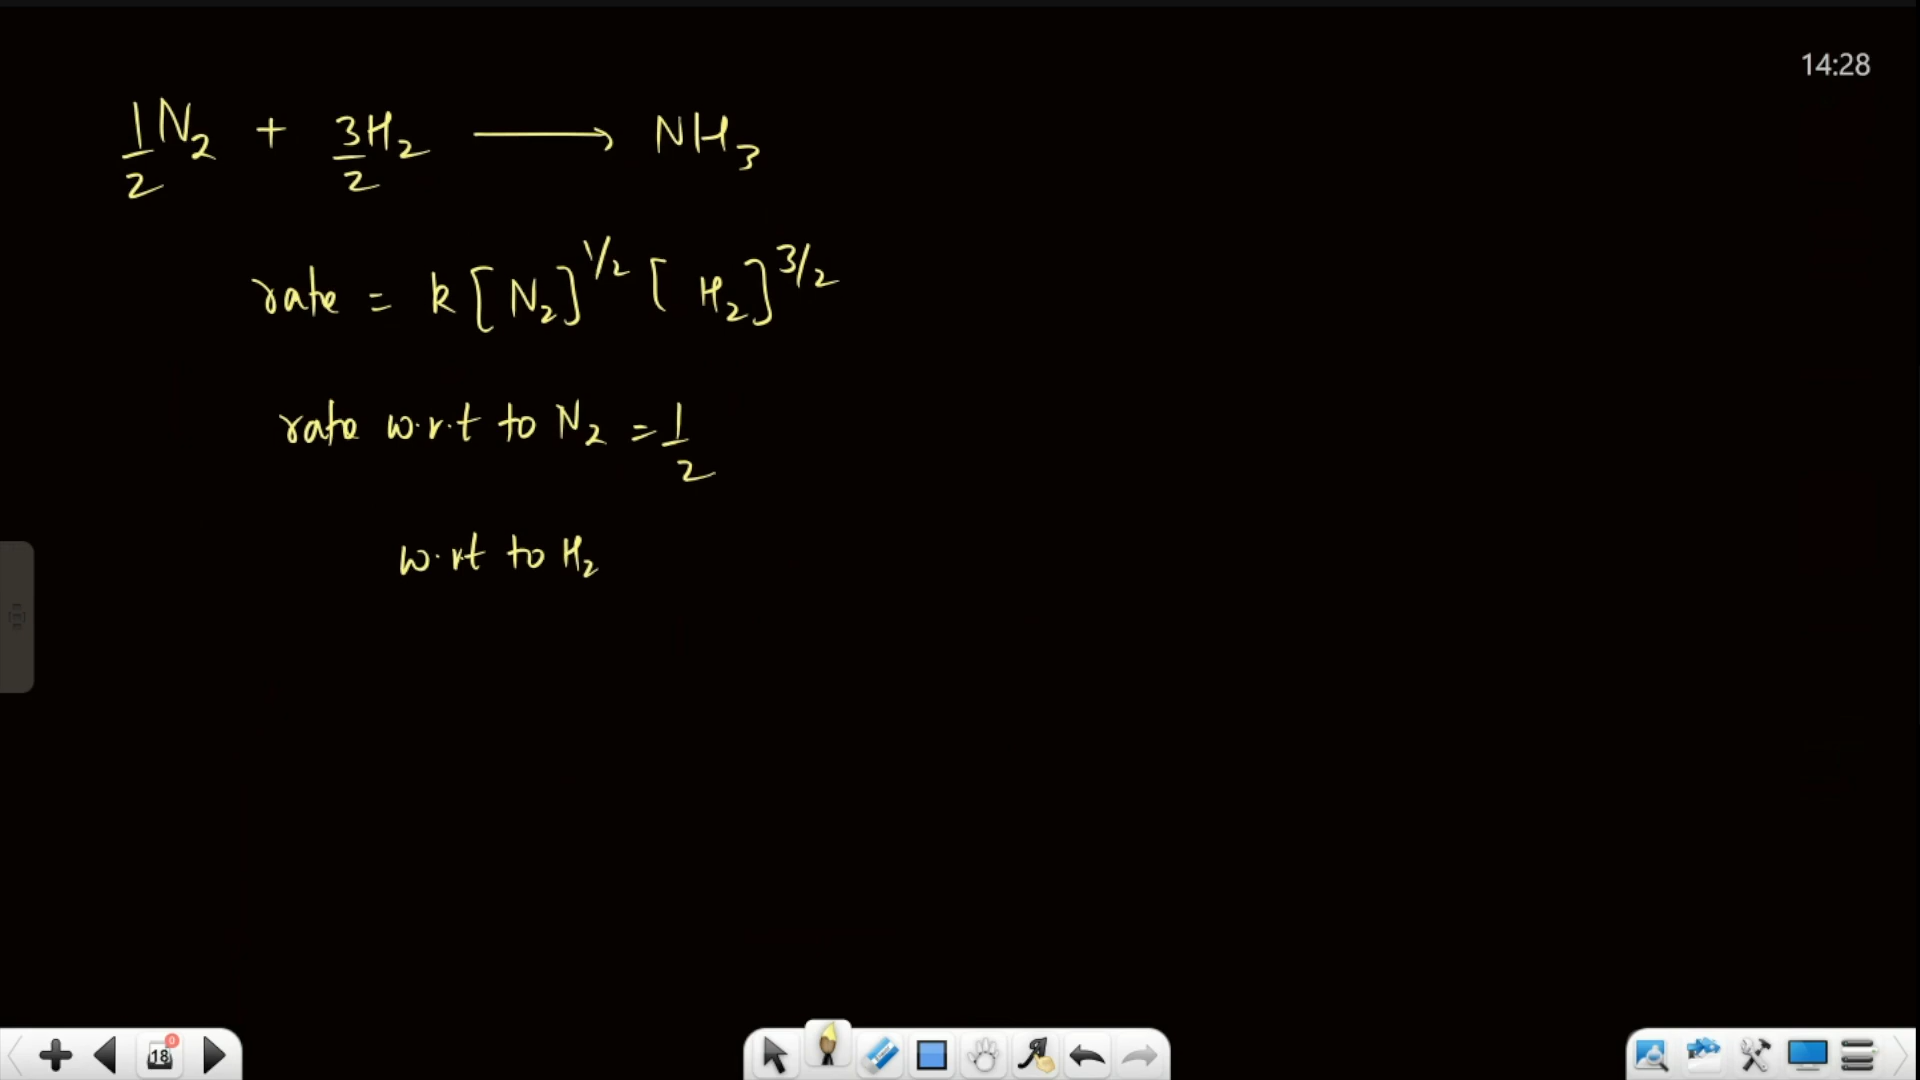 14:28
1/2 N₂ + 3/2 H₂ ⟶ NH₃
rate = k [N₂]^1/2 [H₂]^3/2
rate w.r.t to N₂ = 1/2
w.rt to H₂
18
0